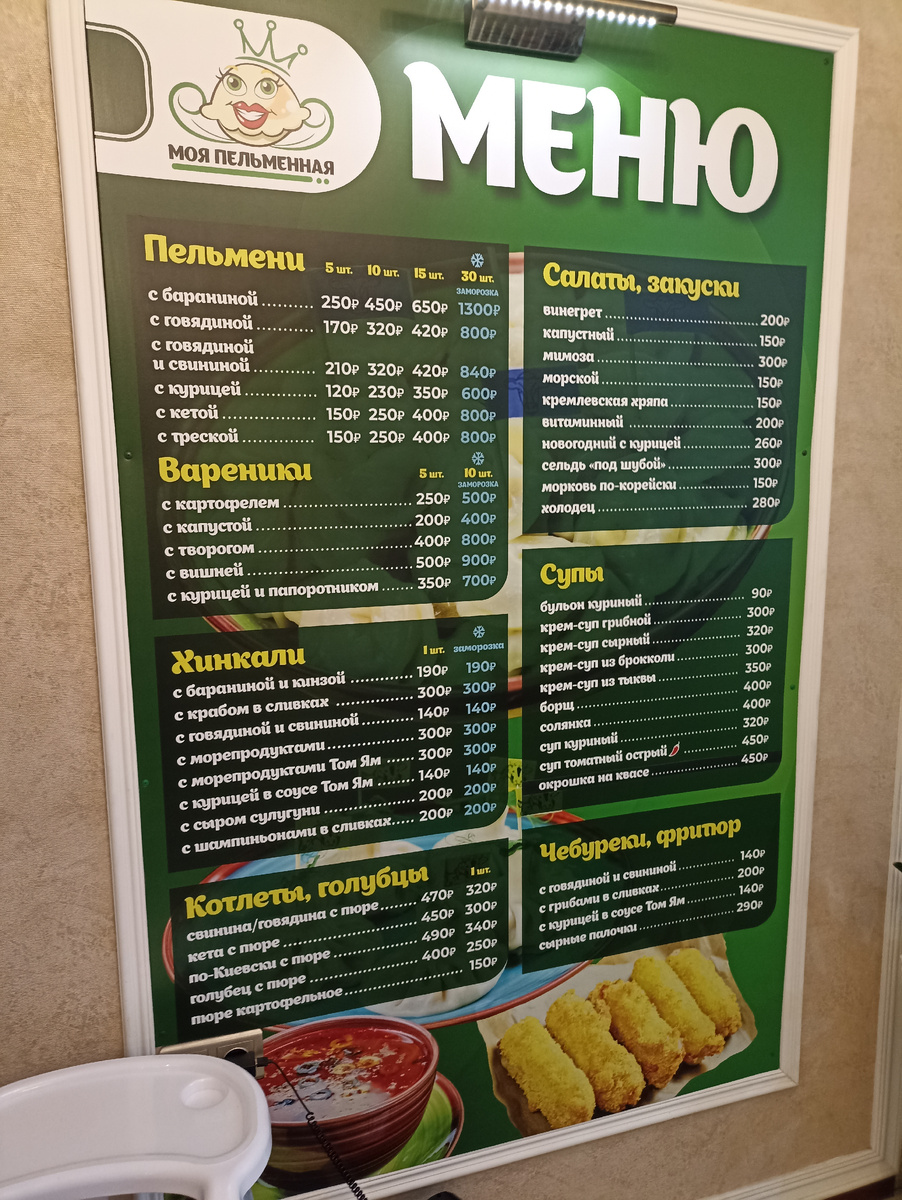 МОЯ ПЕЛЬМЕННАЯ
МЕНЮ
Пельмени 5 шт. 10 шт. 15 шт. 30 шт.
ЗАМОРОЗКА
с бараниной .......... 250₽ 450₽ 650₽ 1300₽
с говядиной .......... 170₽ 320₽ 420₽ 800₽
с говядиной
и свининой .......... 210₽ 320₽ 420₽ 840₽
с курицей .......... 120₽ 230₽ 350₽ 600₽
с кетой .......... 150₽ 250₽ 400₽ 800₽
с треской .......... 150₽ 250₽ 400₽ 800₽
Вареники 5 шт. 10 шт.
ЗАМОРОЗКА
с картофелем .......... 250₽ 500₽
с капустой .......... 200₽ 400₽
с творогом .......... 400₽ 800₽
с вишней .......... 500₽ 900₽
с курицей и папоротником ...... 350₽ 700₽
Хинкали 1 шт. заморозка
с бараниной и кинзой .......... 190₽ 190₽
с крабом в сливках .......... 300₽ 300₽
с говядиной и свининой .......... 140₽ 140₽
с морепродуктами .......... 300₽ 300₽
с морепродуктами Том Ям .... 300₽ 300₽
с курицей в соусе Том Ям .... 140₽ 140₽
с сыром сулугуни .......... 200₽ 200₽
с шампиньонами в сливках..... 200₽ 200₽
Котлеты, голубцы 1 шт.
свинина/говядина с пюре ....... 470₽ 320₽
кета с пюре .......... 450₽ 300₽
по-Киевски с пюре .......... 490₽ 340₽
голубец с пюре .......... 400₽ 250₽
пюре картофельное .......... 150₽
Салаты, закуски
винегрет .......... 200₽
капустный .......... 150₽
мимоза .......... 300₽
морской .......... 150₽
кремлевская хряпа .......... 150₽
витаминный .......... 200₽
новогодний с курицей .......... 260₽
сельдь «под шубой» .......... 300₽
морковь по-корейски .......... 150₽
холодец .......... 280₽
Супы
бульон куриный .......... 90₽
крем-суп грибной .......... 300₽
крем-суп сырный .......... 320₽
крем-суп из брокколи .......... 300₽
крем-суп из тыквы .......... 350₽
борщ .......... 400₽
солянка .......... 400₽
суп куриный .......... 320₽
суп томатный острый .......... 450₽
окрошка на квасе .......... 450₽
Чебуреки, фритюр
с говядиной и свининой .......... 140₽
с грибами в сливках .......... 200₽
с курицей в соусе Том Ям .......... 140₽
сырные палочки .......... 290₽